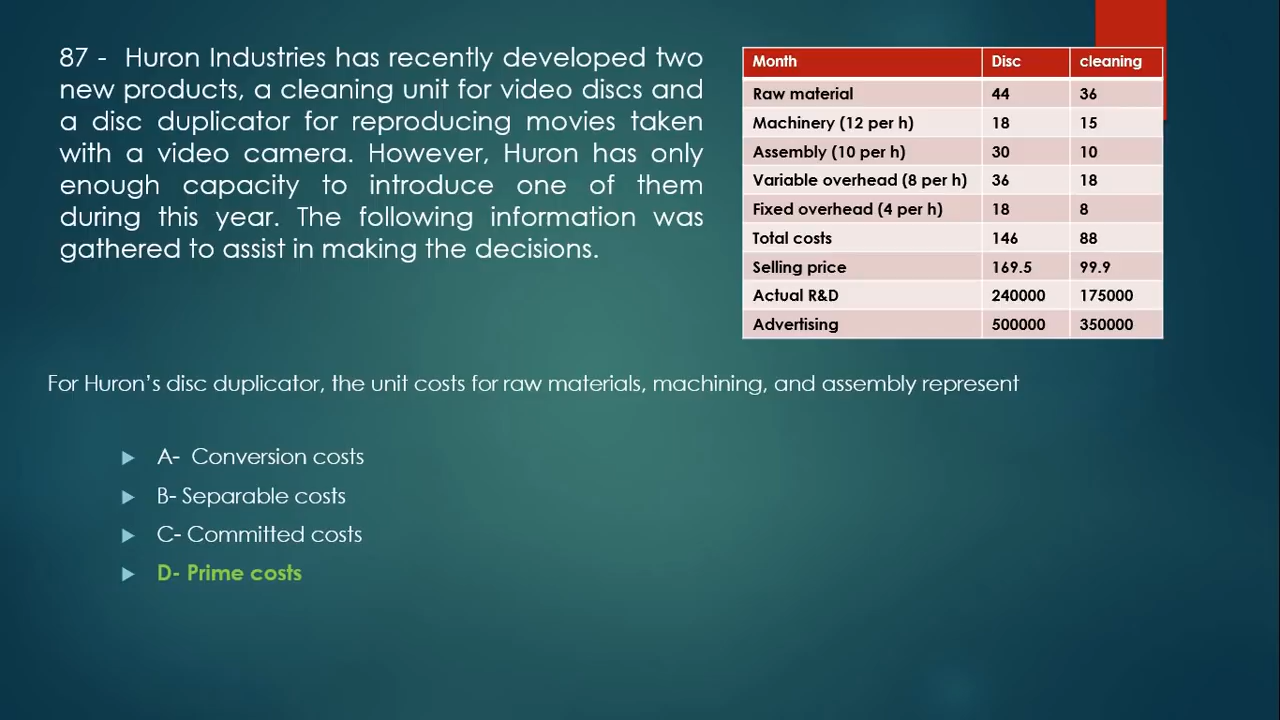 87 - Huron Industries has recently developed two
new products, a cleaning unit for video discs and
a disc duplicator for reproducing movies taken
with a video camera. However, Huron has only
enough capacity to introduce one of them
during this year. The following information was
gathered to assist in making the decisions.
Month Disc cleaning
Raw material 44 36
Machinery (12 per h) 18 15
Assembly (10 per h) 30 10
Variable overhead (8 per h) 36 18
Fixed overhead (4 per h) 18 8
Total costs 146 88
Selling price 169.5 99.9
Actual R&D 240000 175000
Advertising 500000 350000
For Huron's disc duplicator, the unit costs for raw materials, machining, and assembly represent
A- Conversion costs
B- Separable costs
C- Committed costs
D- Prime costs